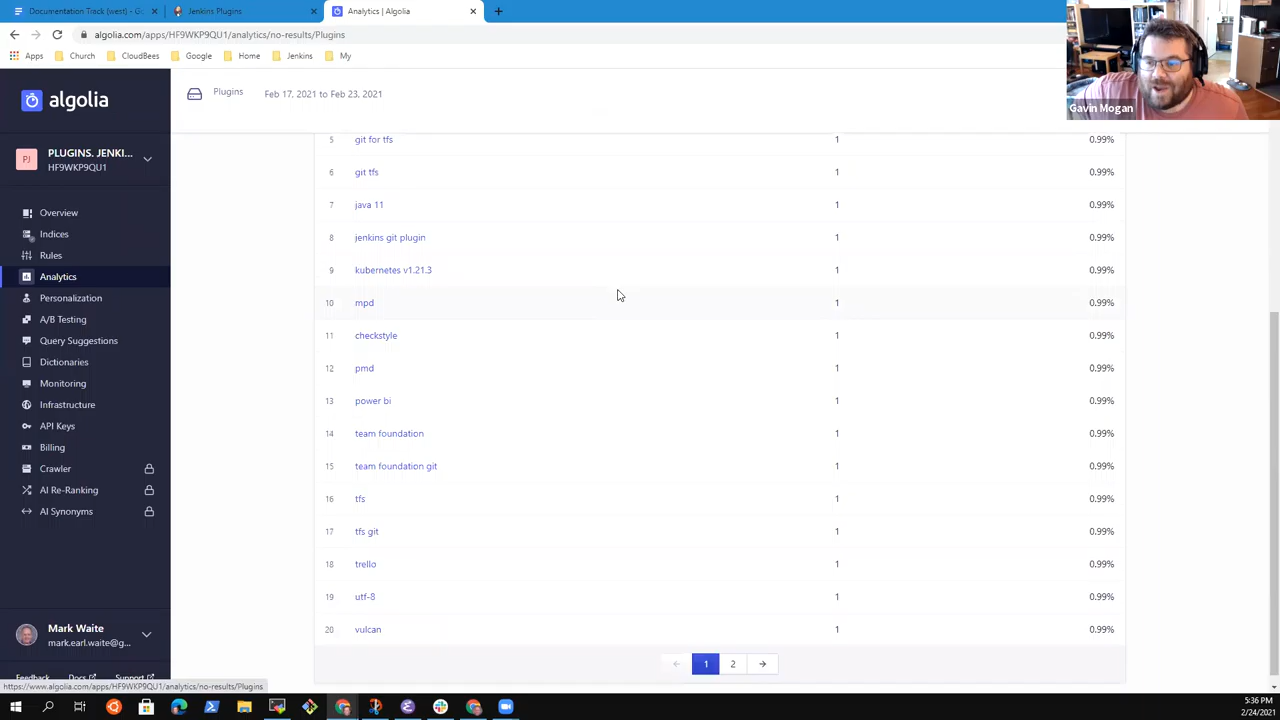 Documentation Track (west) - G
Jenkins Plugins
Analytics | Algolia
algolia.com/apps/HF9WKP9QU1/analytics/no-results/Plugins
Apps
Church
CloudBees
Google
Home
Jenkins
My
Gavin Mogan
algolia
Plugins
Feb 17, 2021 to Feb 23, 2021
PJ
PLUGINS. JENKI...
HF9WKP9QU1
Overview
Indices
Rules
Analytics
Personalization
A/B Testing
Query Suggestions
Dictionaries
Monitoring
Infrastructure
API Keys
Billing
Crawler
AI Re-Ranking
AI Synonyms
Mark Waite
mark.earl.waite@g...
Feedback Docs Support
5 git for tfs 1 0.99%
6 git tfs 1 0.99%
7 java 11 1 0.99%
8 jenkins git plugin 1 0.99%
9 kubernetes v1.21.3 1 0.99%
10 mpd 1 0.99%
11 checkstyle 1 0.99%
12 pmd 1 0.99%
13 power bi 1 0.99%
14 team foundation 1 0.99%
15 team foundation git 1 0.99%
16 tfs 1 0.99%
17 tfs git 1 0.99%
18 trello 1 0.99%
19 utf-8 1 0.99%
20 vulcan 1 0.99%
1 2
https://www.algolia.com/apps/HF9WKP9QU1/analytics/no-results/Plugins
5:36 PM
2/24/2021